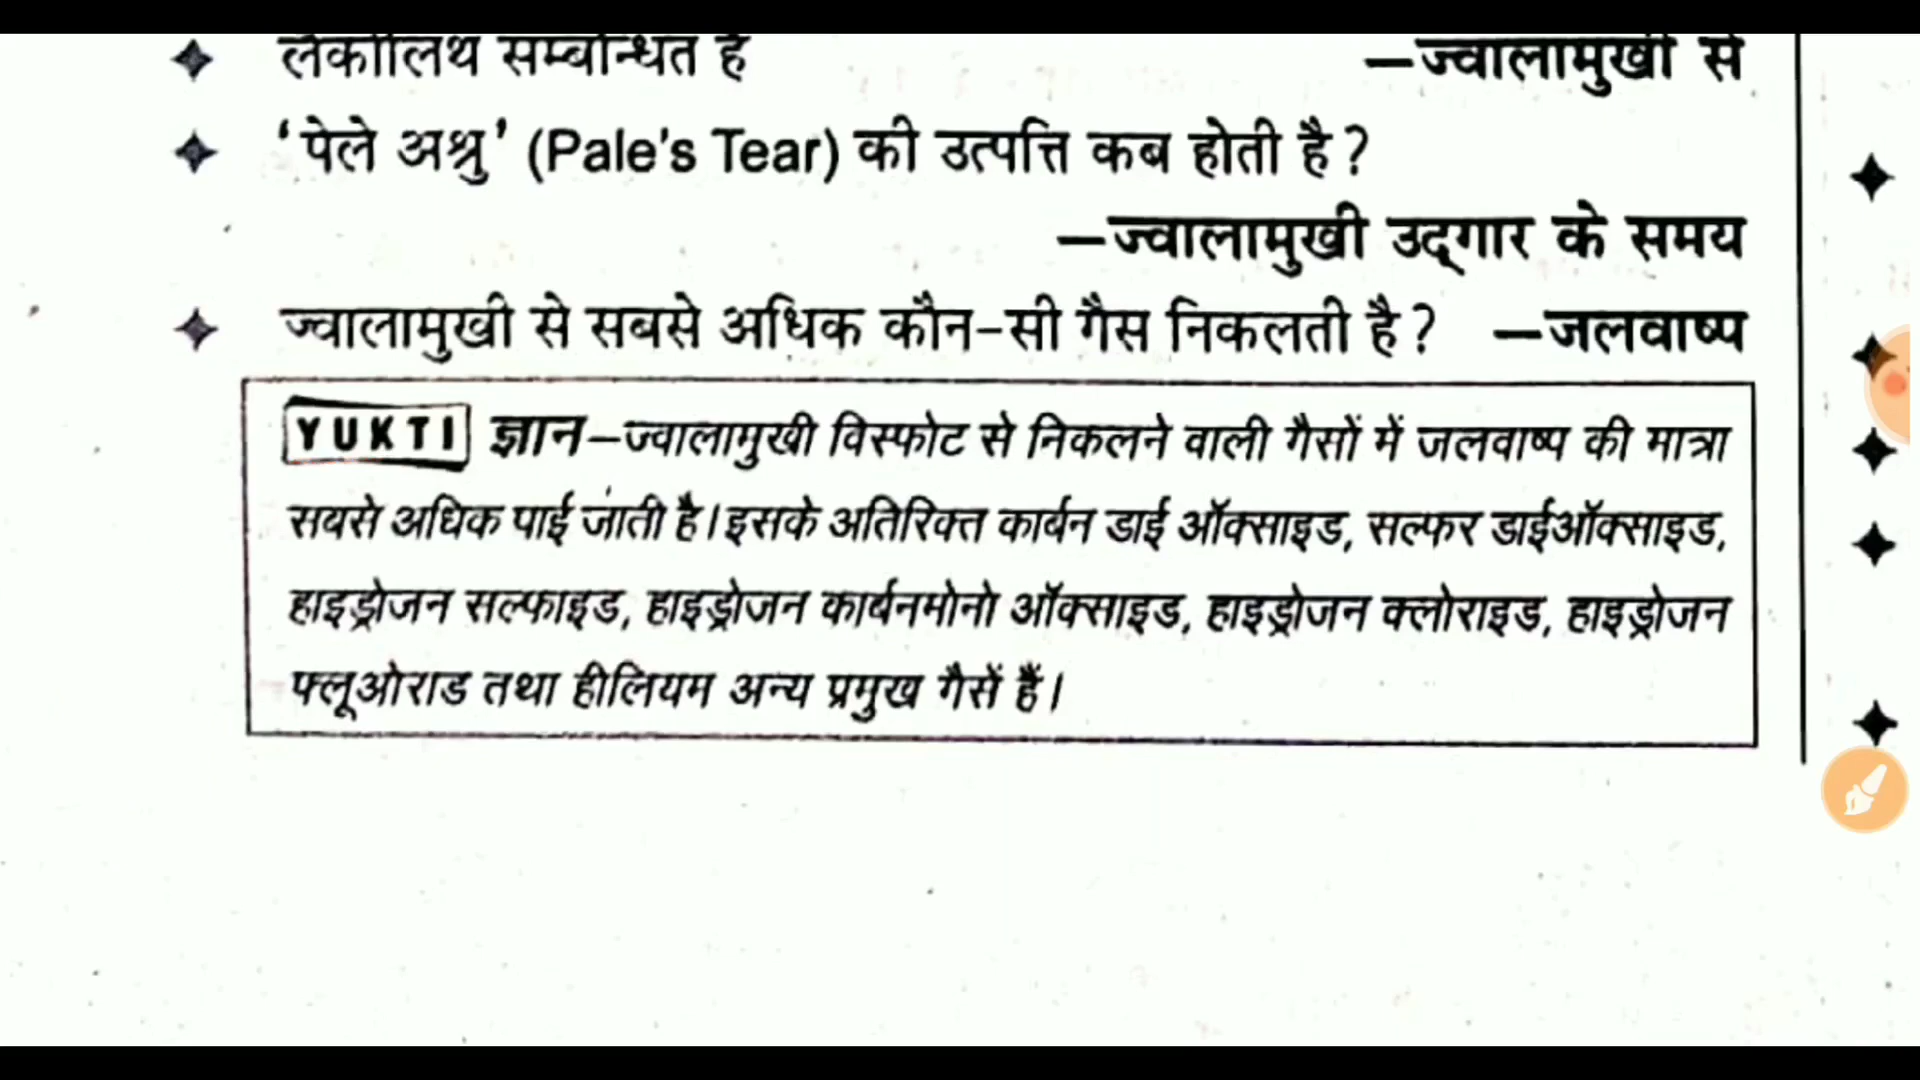 लैकोलिथ सम्बन्धित है —ज्वालामुखी से
'पेले अश्रु' (Pale's Tear) की उत्पत्ति कब होती है?
—ज्वालामुखी उद्‌गार के समय
ज्वालामुखी से सबसे अधिक कौन-सी गैस निकलती है? —जलवाष्प
YUKTI ज्ञान–ज्वालामुखी विस्फोट से निकलने वाली गैसों में जलवाष्प की मात्रा
सबसे अधिक पाई जाती है। इसके अतिरिक्त कार्बन डाई ऑक्साइड, सल्फर डाईऑक्साइड,
हाइड्रोजन सल्फाइड, हाइड्रोजन कार्बनमोनो ऑक्साइड, हाइड्रोजन क्लोराइड, हाइड्रोजन
फ्लूओराड तथा हीलियम अन्य प्रमुख गैसें हैं।